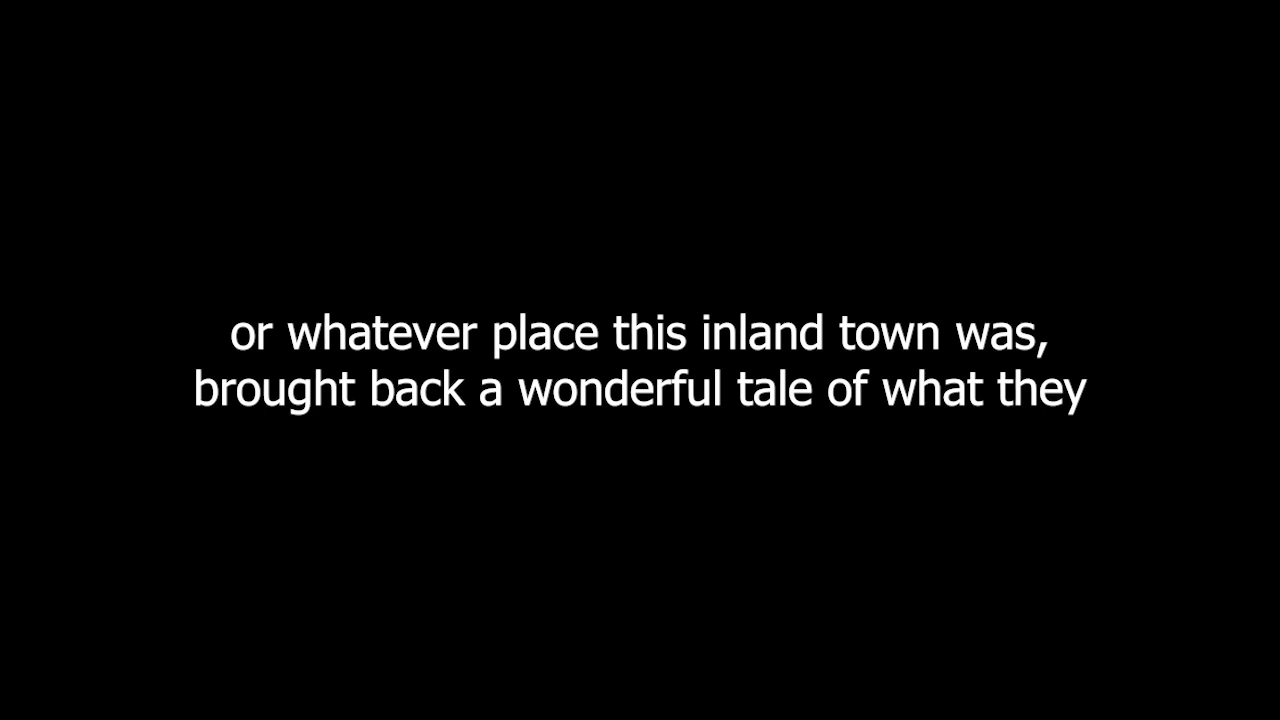 or whatever place this inland town was,
brought back a wonderful tale of what they